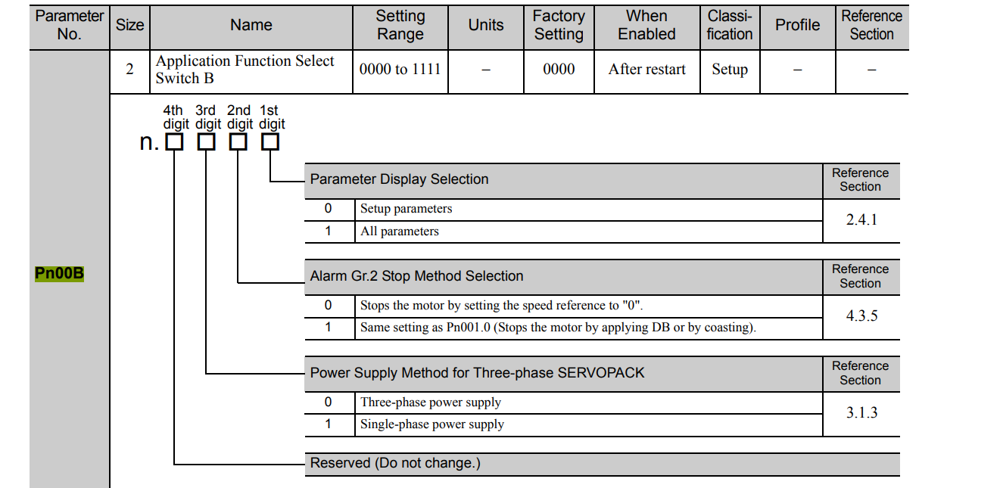 Parameter No. Size Name Setting Range Units Factory Setting When Enabled Classi-fication Profile Reference Section
Pn00B
2 Application Function Select Switch B 0000 to 1111 – 0000 After restart Setup – –
4th digit 3rd digit 2nd digit 1st digit
n.
Parameter Display Selection Reference Section
0 Setup parameters 2.4.1
1 All parameters
Alarm Gr.2 Stop Method Selection Reference Section
0 Stops the motor by setting the speed reference to "0". 4.3.5
1 Same setting as Pn001.0 (Stops the motor by applying DB or by coasting).
Power Supply Method for Three-phase SERVOPACK Reference Section
0 Three-phase power supply 3.1.3
1 Single-phase power supply
Reserved (Do not change.)